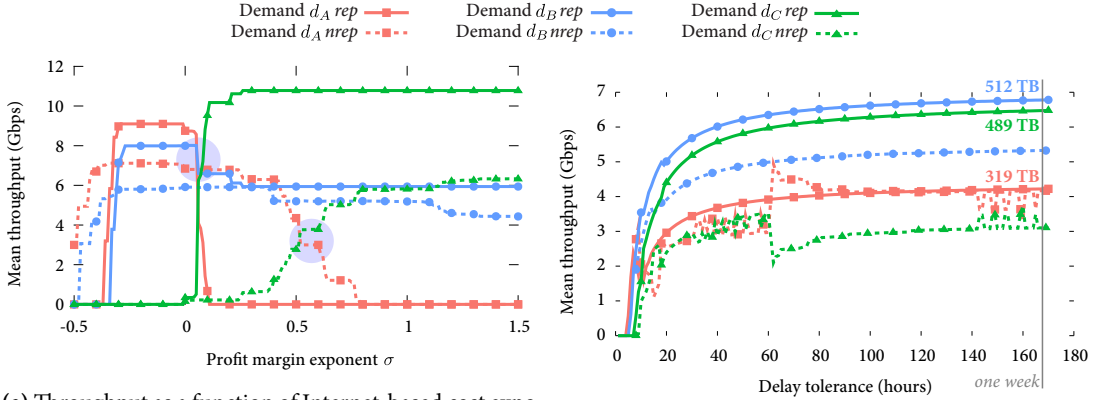 Demand d_A rep
Demand d_A nrep
Demand d_B rep
Demand d_B nrep
Demand d_C rep
Demand d_C nrep
Mean throughput (Gbps)
12
10
8
6
4
2
0
-0.5
0
0.5
1
1.5
Profit margin exponent σ
Mean throughput (Gbps)
7
6
5
4
3
2
1
0
512 TB
489 TB
319 TB
0
20
40
60
80
100
120
140
160
180
Delay tolerance (hours)
one week